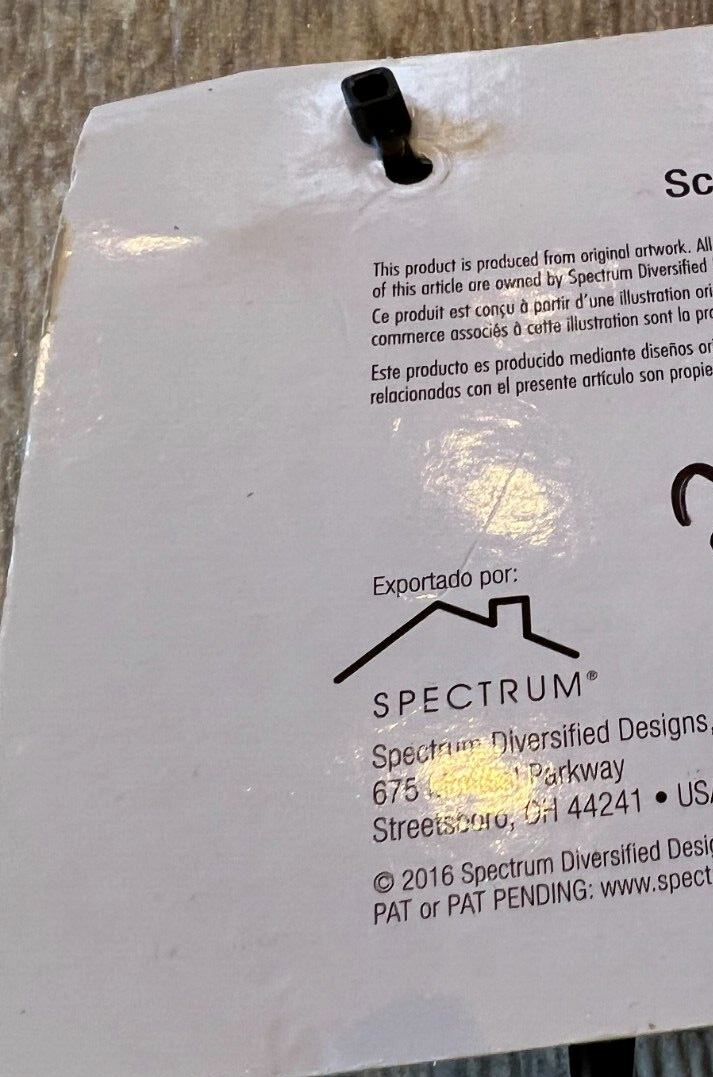 Sc
This product is produced from original artwork. All
of this article are owned by Spectrum Diversified
Ce produit est conçu à partir d'une illustration ori
commerce associés à cette illustration sont la pro
Este producto es producido mediante diseños ori
relacionadas con el presente artículo son propie
Exportado por:
SPECTRUM®
Spectrum Diversified Designs,
675 Parkway
Streetsboro, OH 44241 • USA
© 2016 Spectrum Diversified Desig
PAT or PAT PENDING: www.spect